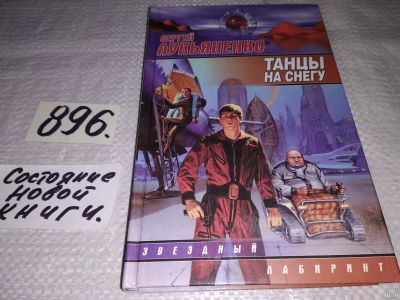 СЕРГЕЙ
ЛУКЬЯНЕНКО
ТАНЦЫ
НА СНЕГУ
896.
Состояние
новой
книги.
ЗВЕЗДНЫЙ
ЛАБИРИНТ